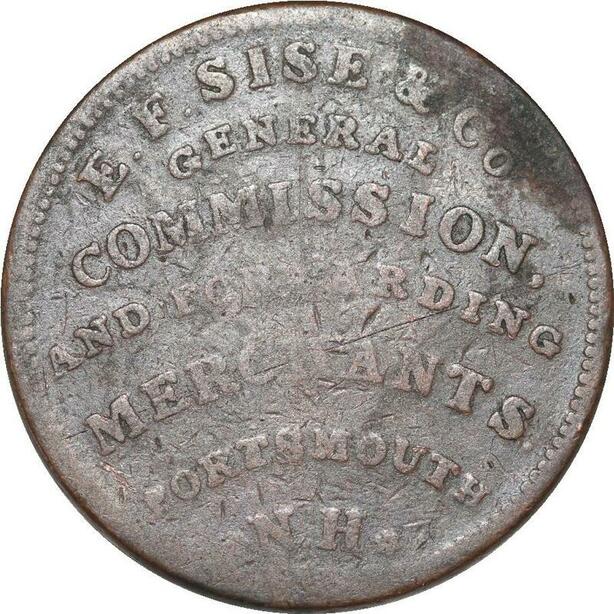 E. F. SISE & Co
GENERAL
COMMISSION,
AND FORWARDING
MERCHANTS.
PORTSMOUTH
N. H.